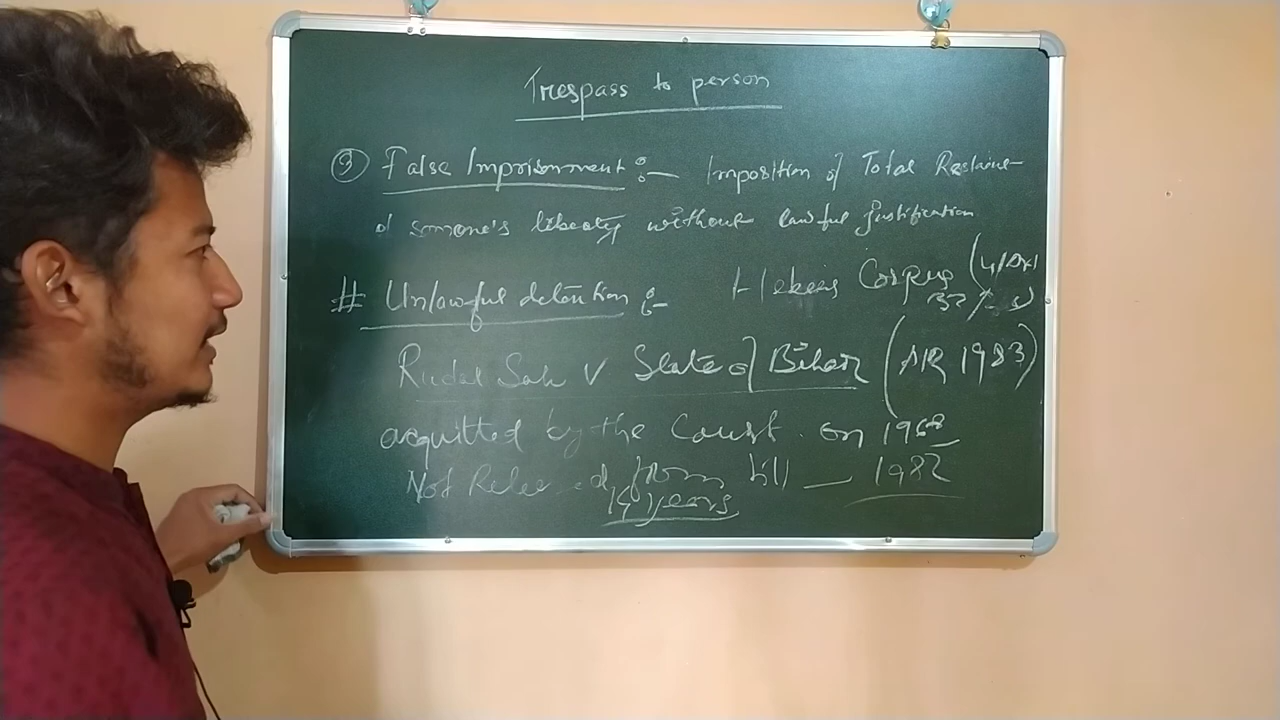 Trespass to person
③ False Imprisonment :— Imposition of Total Restraint
of someone's liberty without lawful justification
# Unlawful detention :— Hebius Corpus (
32
Rudal Sah V State of Bihar (AIR 1983)
acquitted by the Court. on 1968
Not Released from till — 1982
14 years